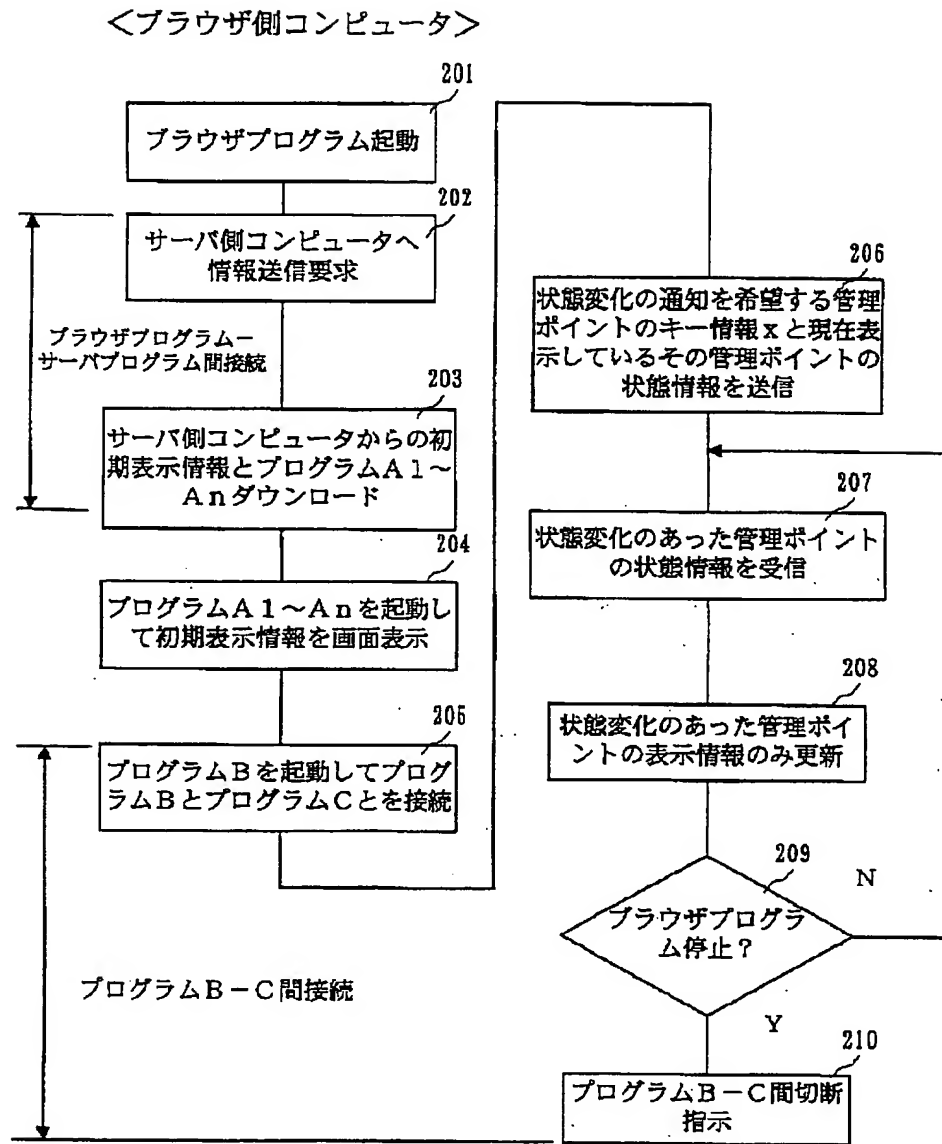 ＜ブラウザ側コンピュータ＞
201
ブラウザプログラム起動
202
サーバ側コンピュータへ
情報送信要求
ブラウザプログラム－
サーバプログラム間接続
203
サーバ側コンピュータからの初
期表示情報とプログラムA1～
Anダウンロード
204
プログラムA1～Anを起動し
て初期表示情報を画面表示
205
プログラムBを起動してプログ
ラムBとプログラムCとを接続
プログラムB－C間接続
206
状態変化の通知を希望する管理
ポイントのキー情報xと現在表
示しているその管理ポイントの
状態情報を送信
207
状態変化のあった管理ポイント
の状態情報を受信
208
状態変化のあった管理ポイ
ントの表示情報のみ更新
209
N
ブラウザプログラ
ム停止？
Y
210
プログラムB－C間切断
指示